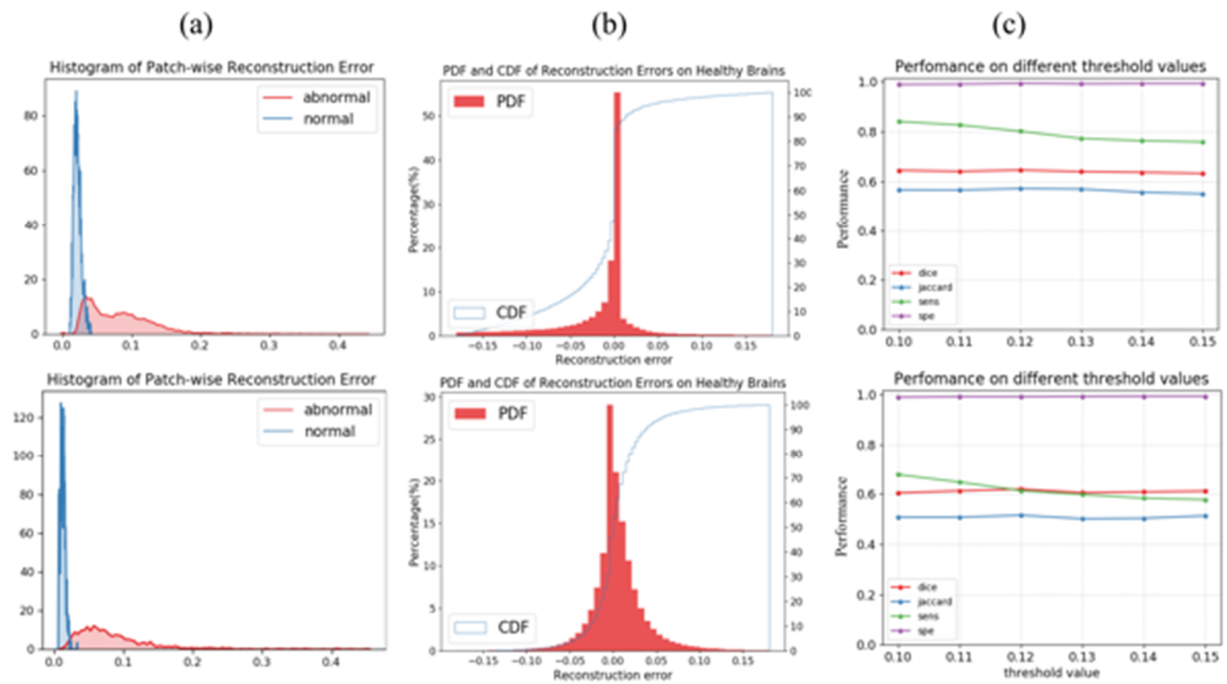 (a)
(b)
(c)
Histogram of Patch-wise Reconstruction Error
abnormal
normal
80
60
40
20
0
0.0 0.1 0.2 0.3 0.4
PDF and CDF of Reconstruction Errors on Healthy Brains
PDF
CDF
Percentage(%)
50
40
30
20
10
0
100
90
80
70
60
50
40
30
20
10
0
−0.15 −0.10 −0.05 0.00 0.05 0.10 0.15
Reconstruction error
Perfomance on different threshold values
Performance
1.0
0.8
0.6
0.4
0.2
0.0
dice
jaccard
sens
spe
0.10 0.11 0.12 0.13 0.14 0.15
Histogram of Patch-wise Reconstruction Error
abnormal
normal
120
100
80
60
40
20
0
0.0 0.1 0.2 0.3 0.4
PDF and CDF of Reconstruction Errors on Healthy Brains
PDF
CDF
Percentage(%)
30
25
20
15
10
5
0
100
90
80
70
60
50
40
30
20
10
0
−0.15 −0.10 −0.05 0.00 0.05 0.10 0.15
Reconstruction error
Perfomance on different threshold values
Performance
1.0
0.8
0.6
0.4
0.2
0.0
dice
jaccard
sens
spe
0.10 0.11 0.12 0.13 0.14 0.15
threshold value